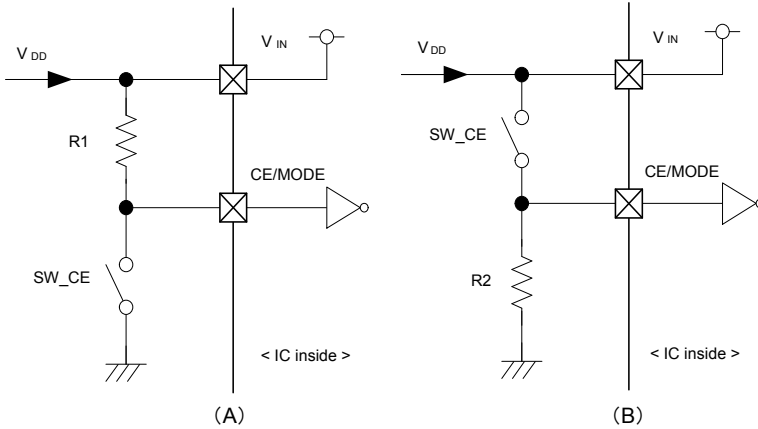 V DD
V IN
R1
CE/MODE
SW_CE
< IC inside >
(A)
V DD
V IN
SW_CE
CE/MODE
R2
< IC inside >
(B)